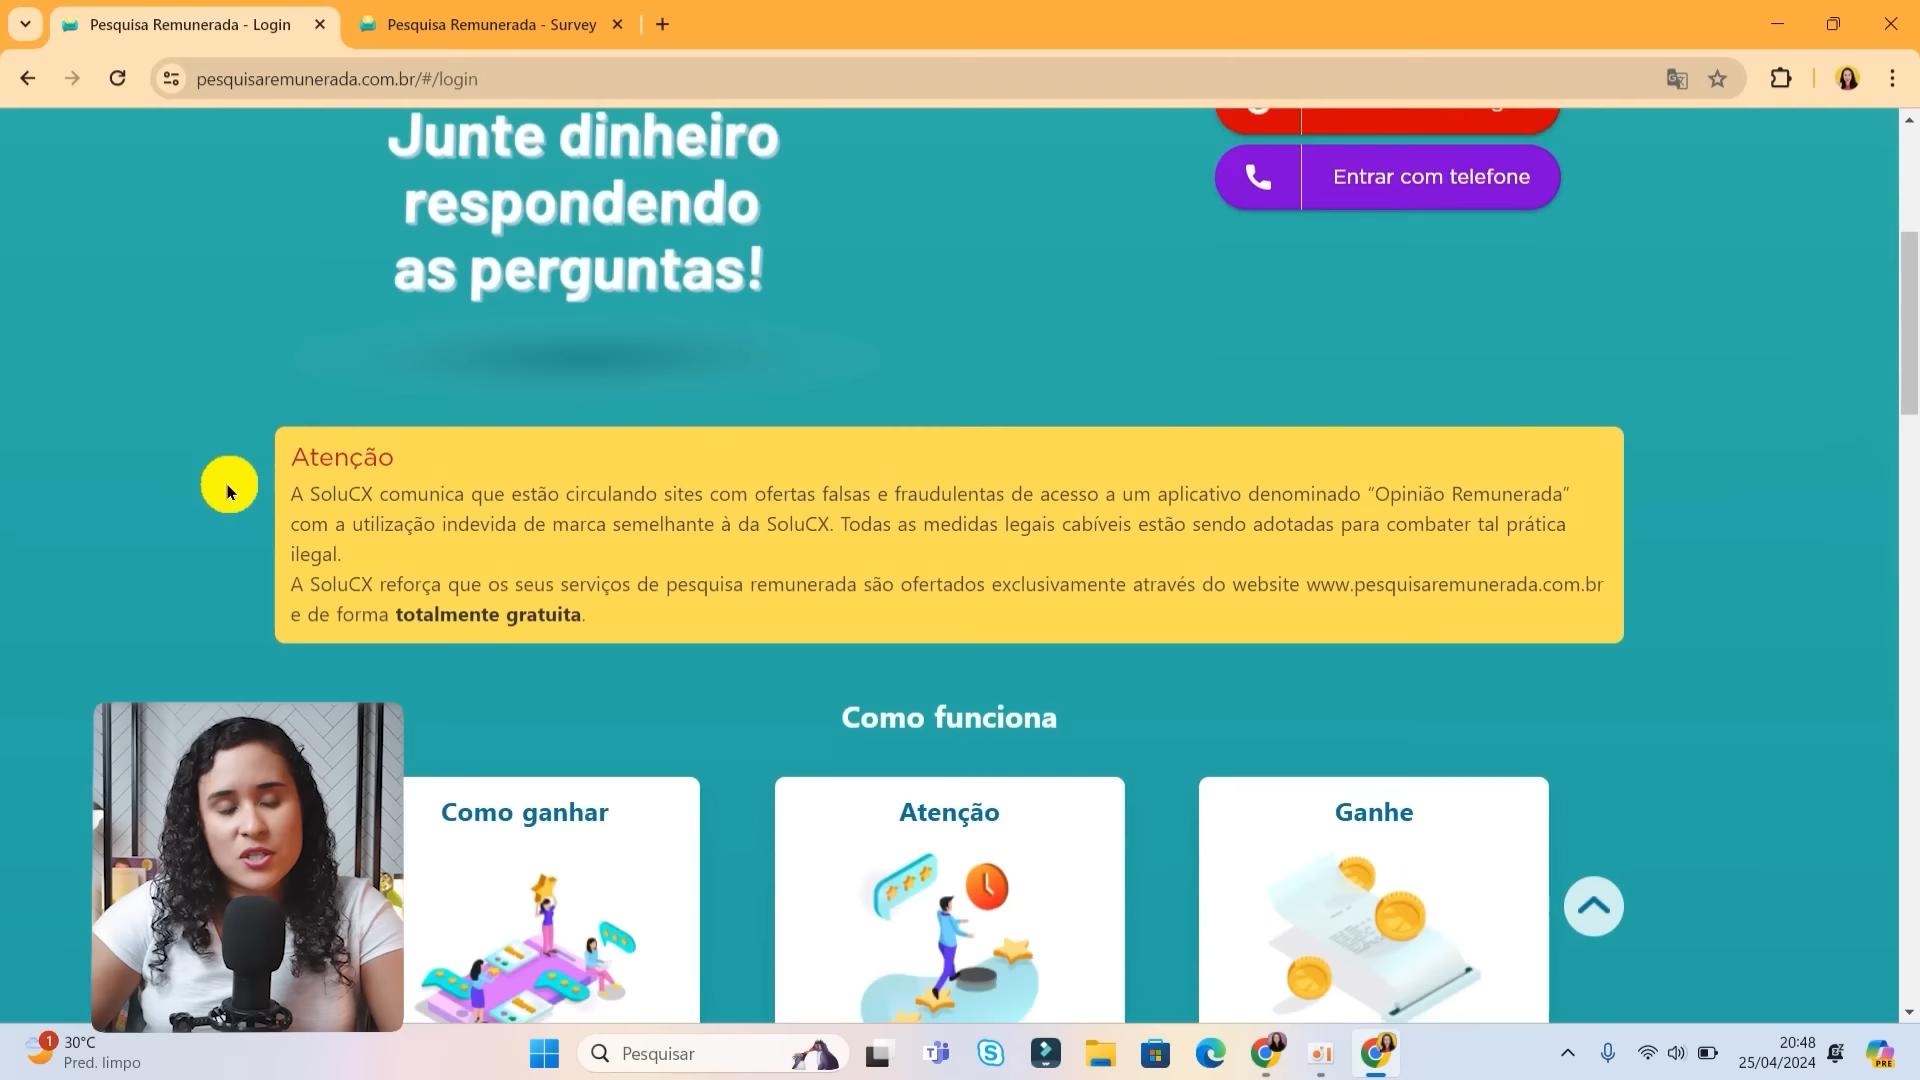 Pesquisa Remunerada - Login
Pesquisa Remunerada - Survey
pesquisaremunerada.com.br/#/login
Junte dinheiro
respondendo
as perguntas!
Entrar com telefone
Atenção
A SoluCX comunica que estão circulando sites com ofertas falsas e fraudulentas de acesso a um aplicativo denominado “Opinião Remunerada”
com a utilização indevida de marca semelhante à da SoluCX. Todas as medidas legais cabíveis estão sendo adotadas para combater tal prática
ilegal.
A SoluCX reforça que os seus serviços de pesquisa remunerada são ofertados exclusivamente através do website www.pesquisaremunerada.com.br
e de forma totalmente gratuita.
Como funciona
Como ganhar
Atenção
Ganhe
1
30°C
Pred. limpo
Pesquisar
20:48
25/04/2024
PRE